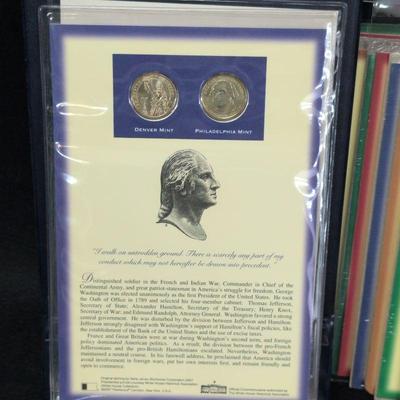 DENVER MINT
PHILADELPHIA MINT
"I walk on untrodden ground. There is scarcely any part of my
conduct which may not hereafter be drawn into precedent."
Distinguished soldier in the French and Indian War, Commander in Chief of the
Continental Army, and great patriot-statesman in America's struggle for freedom, George
Washington was elected unanimously as the first President of the United States. He took
the Oath of Office in 1789 and selected his four-member cabinet: Thomas Jefferson,
Secretary of State; Alexander Hamilton, Secretary of the Treasury; Henry Knox,
Secretary of War; and Edmund Randolph, Attorney General. Washington favored a strong
central government. He was disturbed by the division between Jefferson and Hamilton.
Jefferson strongly disagreed with Washington's support of Hamilton's fiscal policies, like
the establishment of the Bank of the United States and the use of excise taxes.
France and Great Britain were at war during Washington's second term, and foreign
policy dominated American politics. As a result, the division between the pro-French
Jeffersonians and the pro-British Hamiltonians escalated. Nevertheless, Washington
maintained a neutral course. In his farewell address, he proclaimed that America should
avoid involvement in foreign wars, put her own interests first, and remain completely
open to commerce.